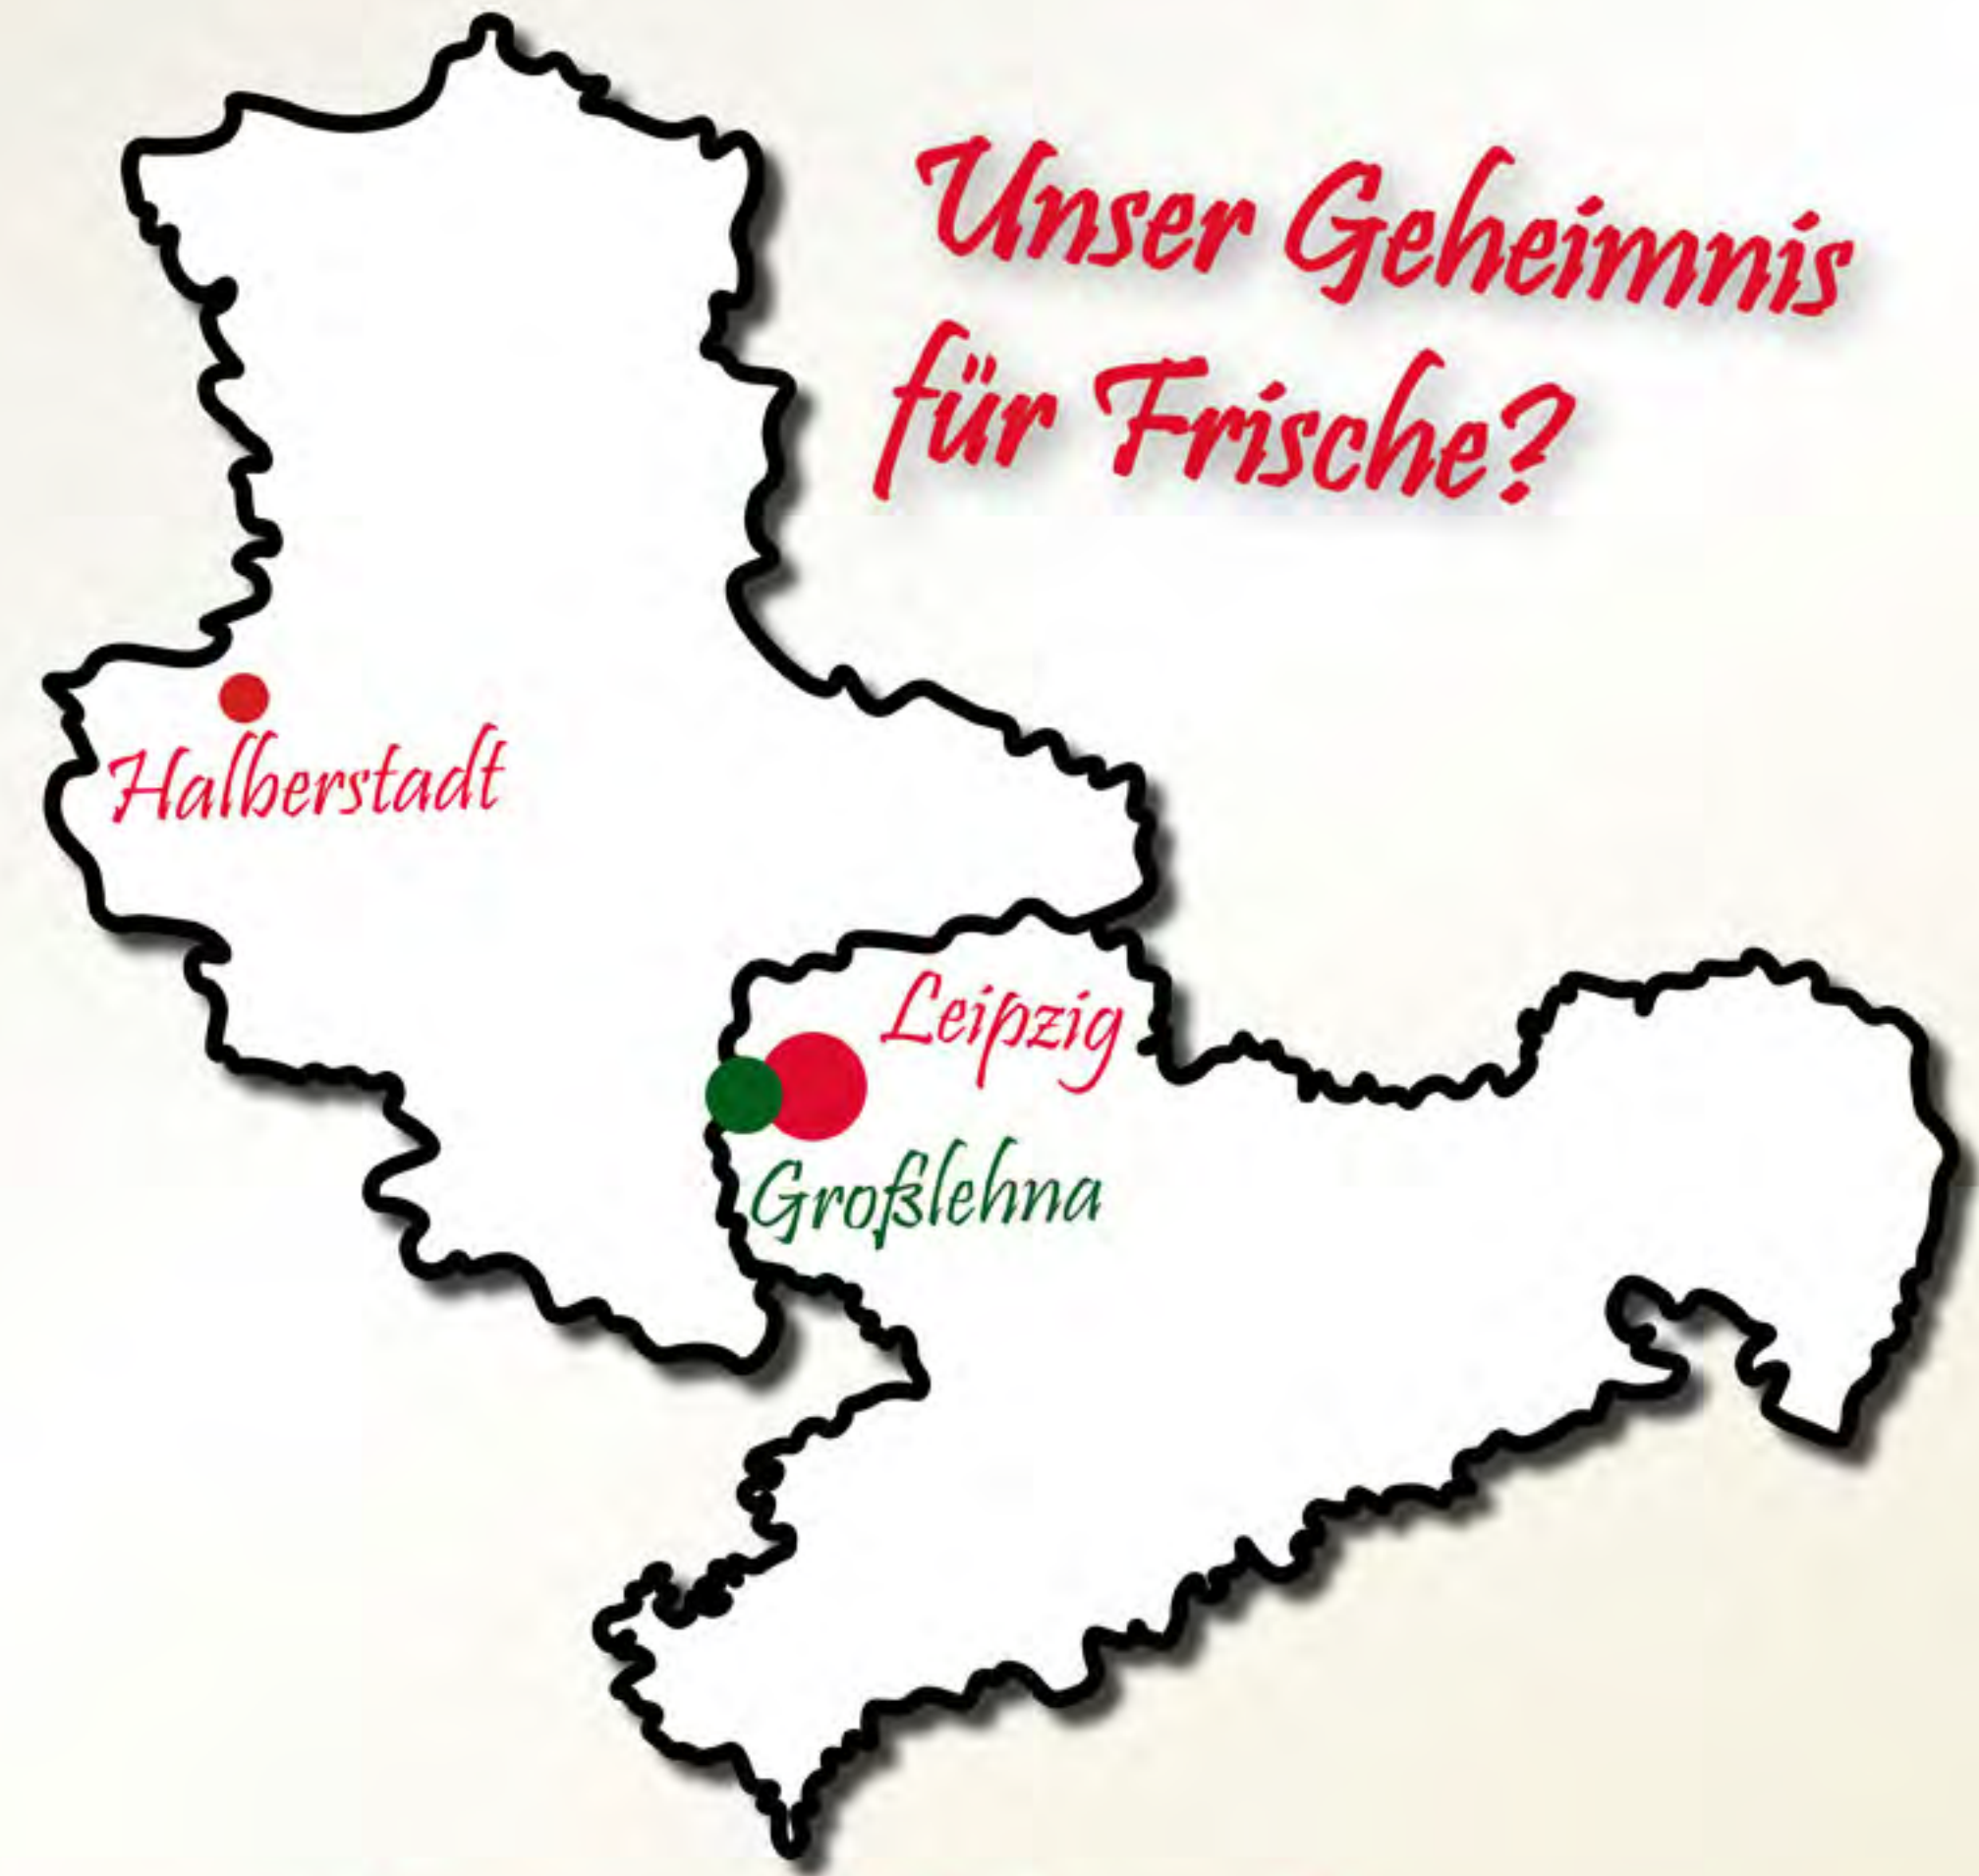 Unser Geheimnis
für Frische?
Halberstadt
Leipzig
Großlehna